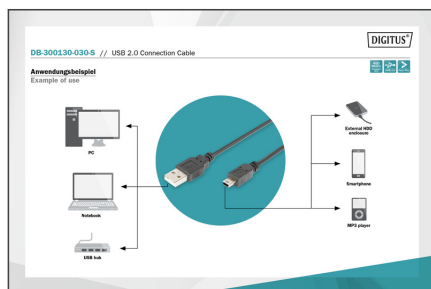 DIGITUS®
DB-300130-030-S // USB 2.0 Connection Cable
Anwendungsbeispiel
Example of use
PC
Notebook
USB hub
External HDD
enclosure
Smartphone
MP3 player